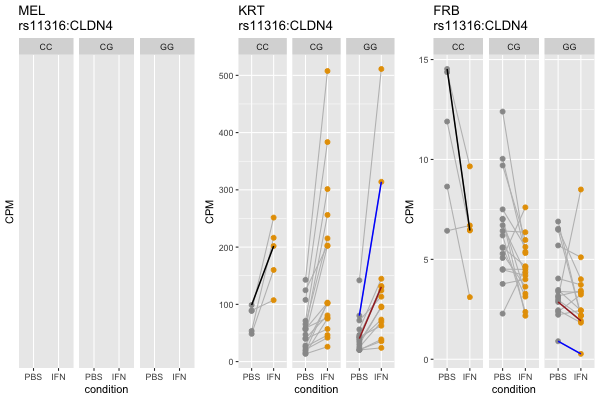 MEL
rs11316:CLDN4
CC CG GG
CPM
PBS IFN PBS IFN PBS IFN
condition
KRT
rs11316:CLDN4
CC CG GG
500
400
300
200
100
0
CPM
PBS IFN PBS IFN PBS IFN
condition
FRB
rs11316:CLDN4
CC CG GG
15
10
5
0
CPM
PBS IFN PBS IFN PBS IFN
condition